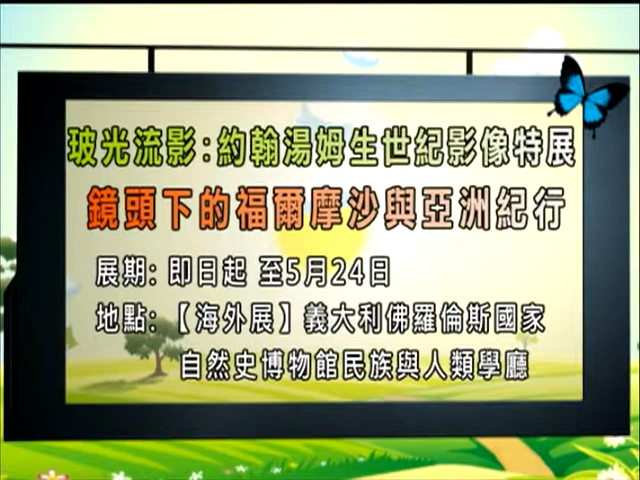 玻光流影:約翰湯姆生世紀影像特展
鏡頭下的福爾摩沙與亞洲紀行
展期: 即日起 至5月24日
地點:【海外展】義大利佛羅倫斯國家
自然史博物館民族與人類學廳